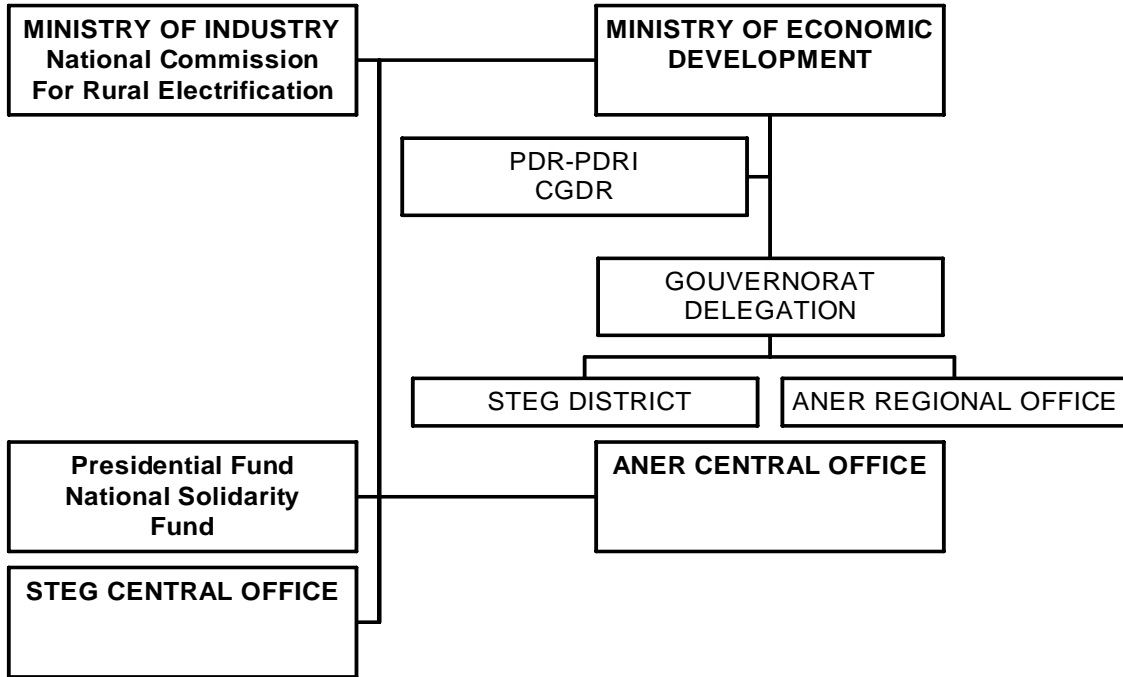 MINISTRY OF INDUSTRY
National Commission
For Rural Electrification
MINISTRY OF ECONOMIC
DEVELOPMENT
PDR-PDRI
CGDR
GOUVERNORAT
DELEGATION
STEG DISTRICT
ANER REGIONAL OFFICE
Presidential Fund
National Solidarity
Fund
ANER CENTRAL OFFICE
STEG CENTRAL OFFICE